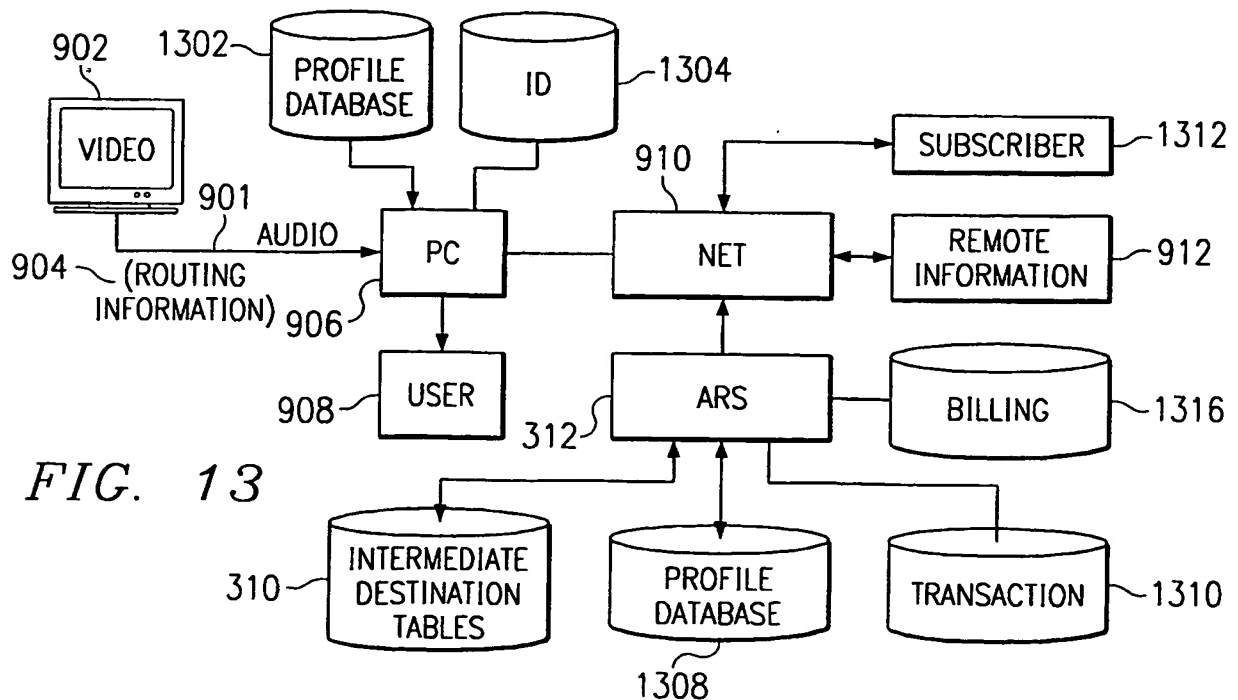 902
1302
PROFILE
DATABASE
ID
1304
VIDEO
901
AUDIO
904
(ROUTING
INFORMATION)
906
PC
910
NET
SUBSCRIBER
1312
REMOTE
INFORMATION
912
908
USER
312
ARS
BILLING
1316
FIG. 13
310
INTERMEDIATE
DESTINATION
TABLES
PROFILE
DATABASE
1308
TRANSACTION
1310